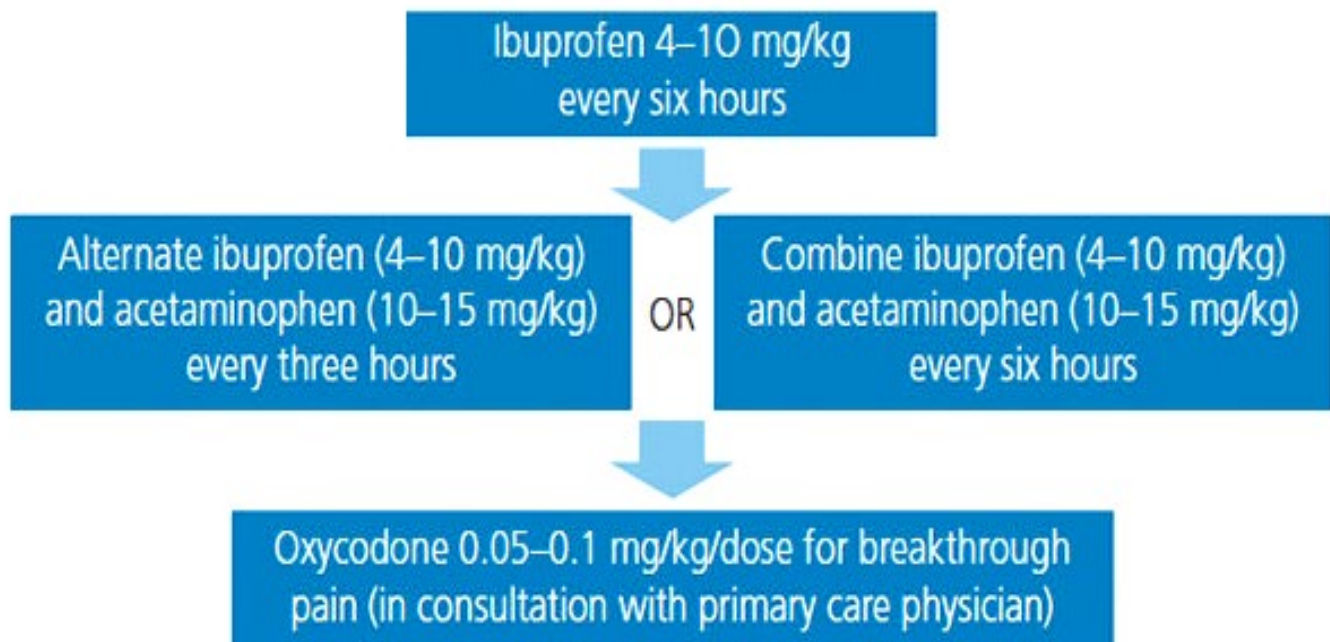 Ibuprofen 4–1O mg/kg
every six hours
Alternate ibuprofen (4–10 mg/kg)
and acetaminophen (10–15 mg/kg)
every three hours
OR
Combine ibuprofen (4–10 mg/kg)
and acetaminophen (10–15 mg/kg)
every six hours
Oxycodone 0.05–0.1 mg/kg/dose for breakthrough
pain (in consultation with primary care physician)